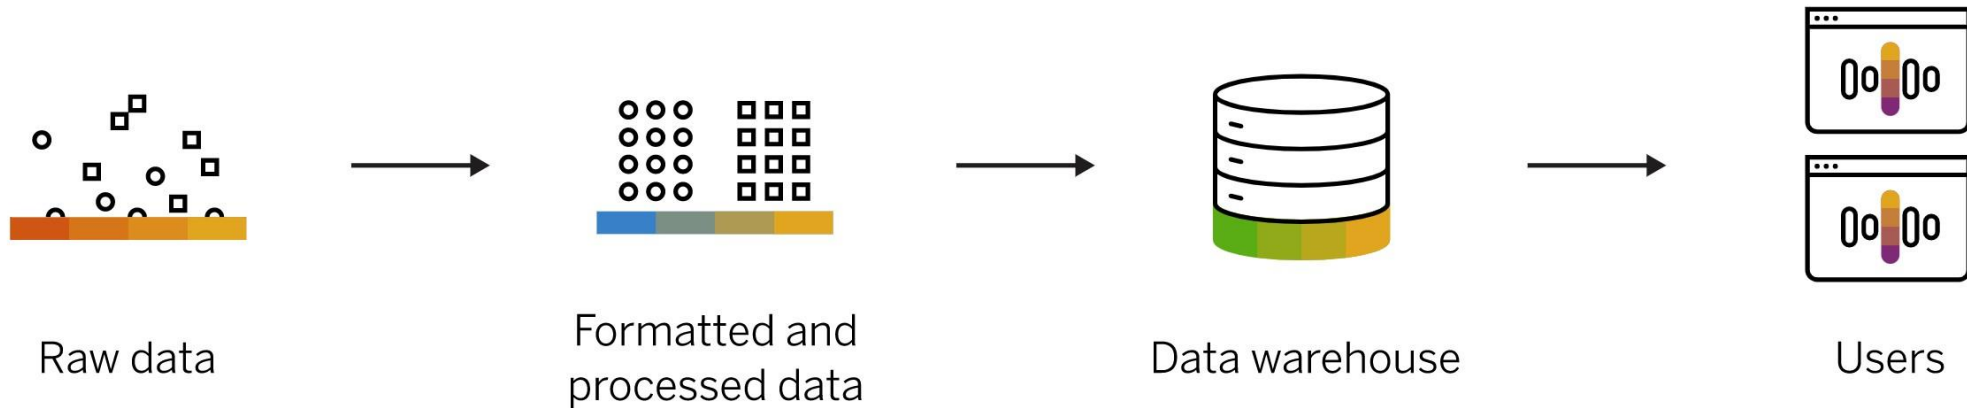 Raw data
Formatted and
processed data
Data warehouse
Users